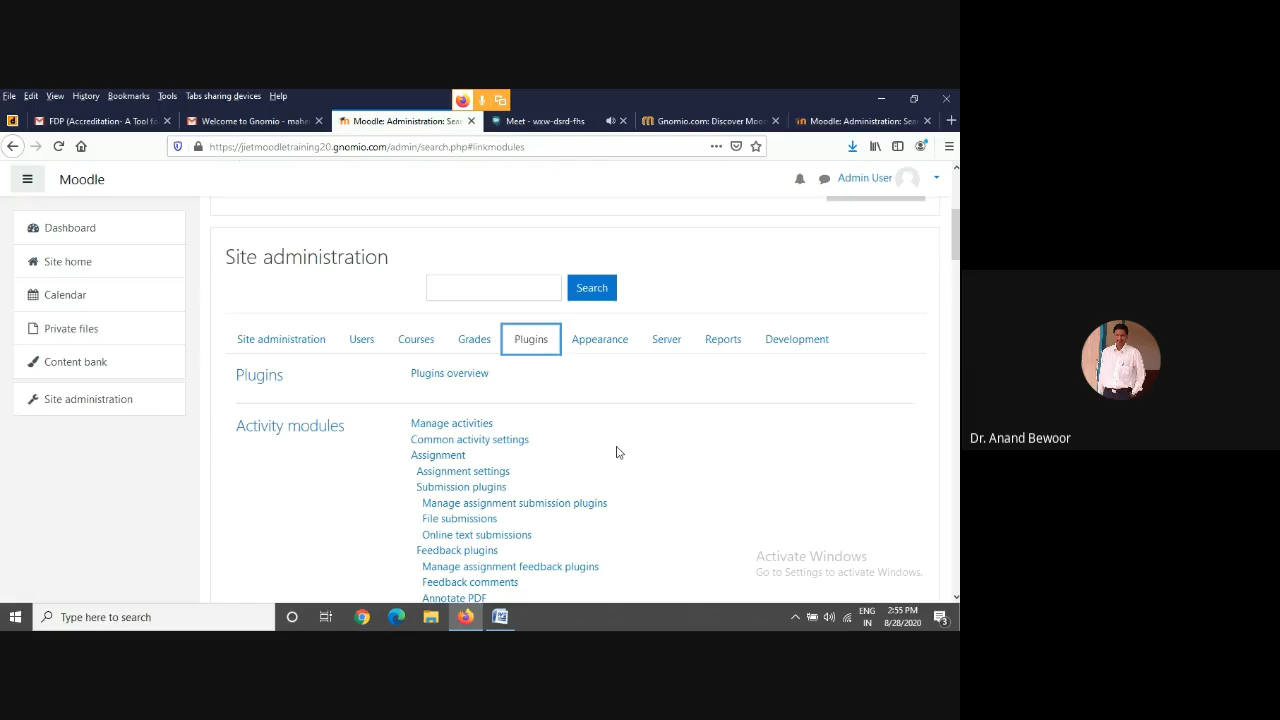 File Edit View History Bookmarks Tools Tabs sharing devices Help
FDP (Accreditation- A Tool fo
Welcome to Gnomio - mahe
Moodle: Administration: Sea
Meet - wxw-dsrd-fhs
Gnomio.com: Discover Moo
Moodle: Administration: Sea
https://jietmoodletraining20.gnomio.com/admin/search.php#linkmodules
Moodle
Admin User
Dashboard
Site home
Calendar
Private files
Content bank
Site administration
Site administration
Search
Site administration Users Courses Grades Plugins Appearance Server Reports Development
Plugins
Plugins overview
Activity modules
Manage activities
Common activity settings
Assignment
Assignment settings
Submission plugins
Manage assignment submission plugins
File submissions
Online text submissions
Feedback plugins
Manage assignment feedback plugins
Feedback comments
Annotate PDF
Activate Windows
Go to Settings to activate Windows.
Dr. Anand Bewoor
Type here to search
ENG
IN
2:55 PM
8/28/2020
3